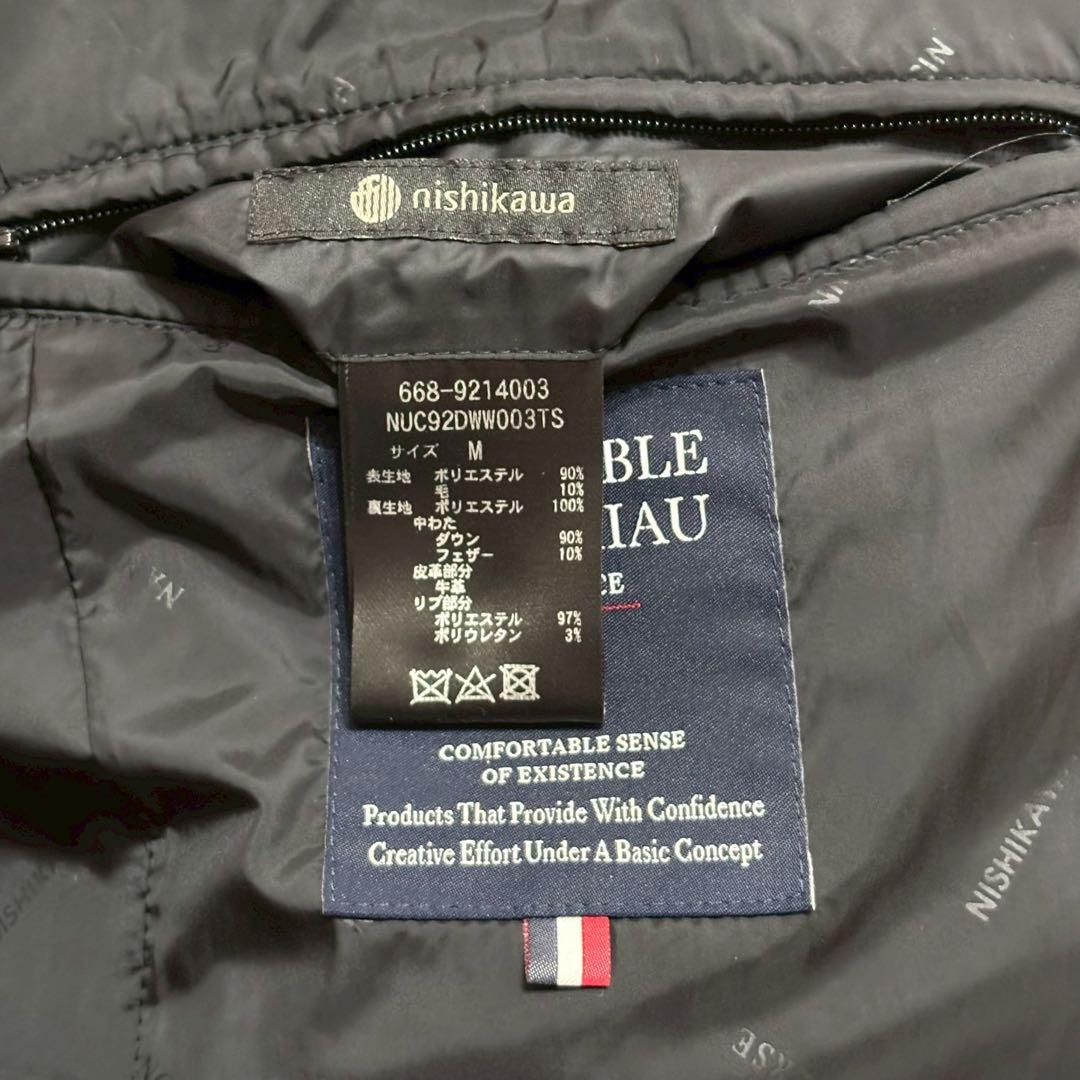 nishikawa
668-9214003
NUC92DWW003TS
サイズ M
表生地 ポリエステル 90%
毛 10%
裏生地 ポリエステル 100%
中わた
ダウン 90%
フェザー 10%
皮革部分
牛革
リブ部分
ポリエステル 97%
ポリウレタン 3%
BLE
IAU
CE
COMFORTABLE SENSE
OF EXISTENCE
Products That Provide With Confidence
Creative Effort Under A Basic Concept
NISHIKAW